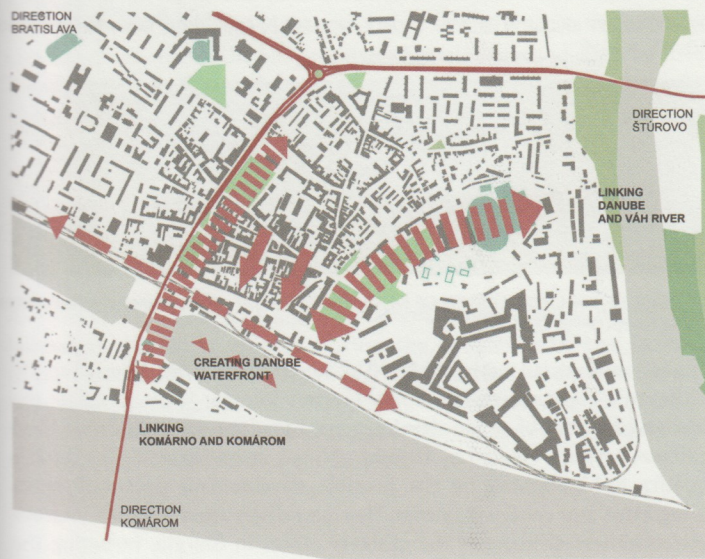 DIRECTION
BRATISLAVA
DIRECTION
ŠTÚROVO
LINKING
DANUBE
AND VÁH RIVER
CREATING DANUBE
WATERFRONT
LINKING
KOMÁRNO AND KOMÁROM
DIRECTION
KOMÁROM